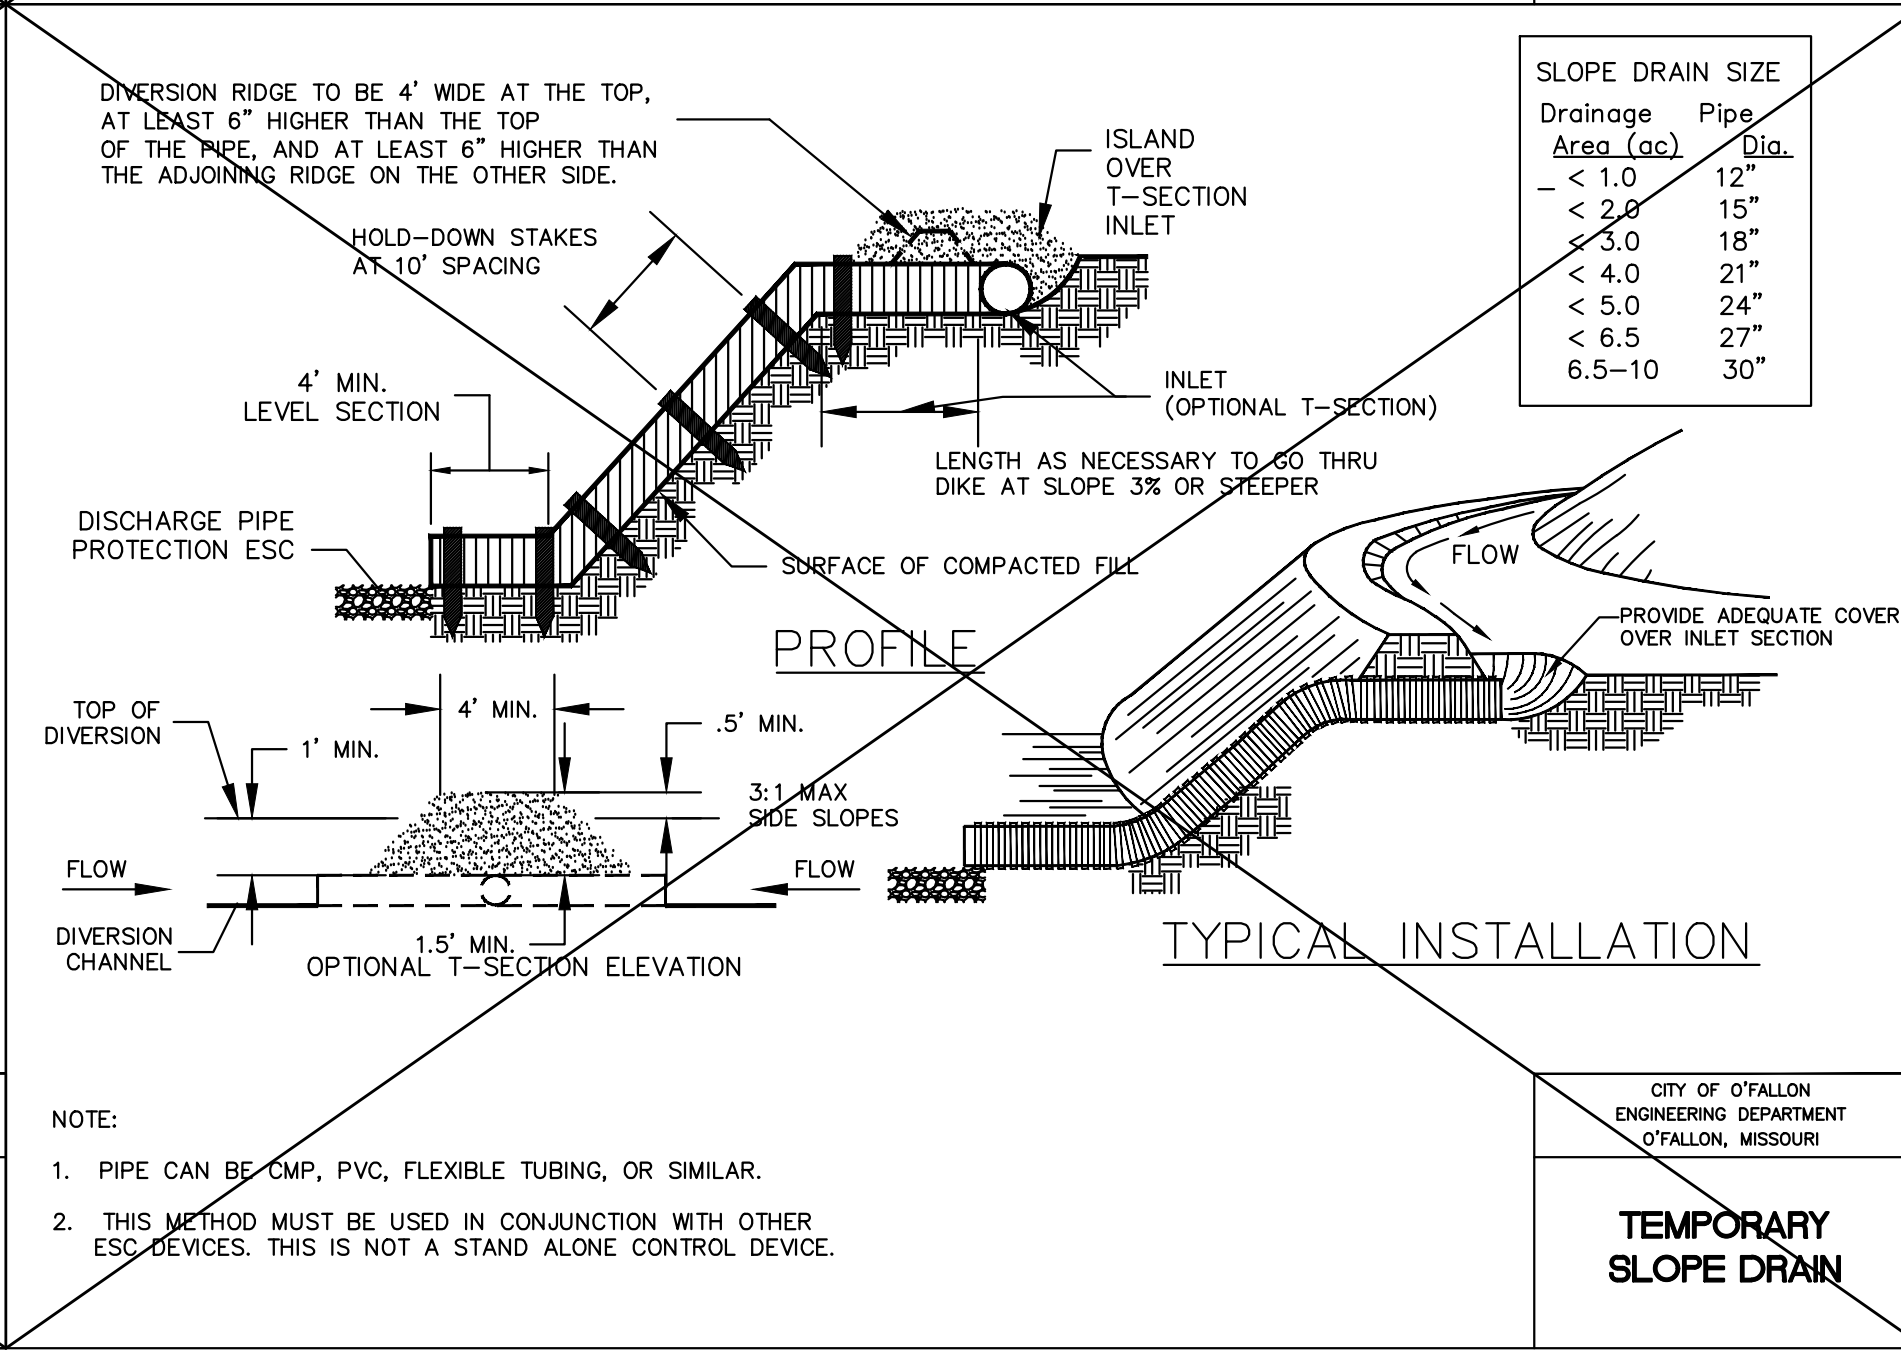 DIVERSION RIDGE TO BE 4' WIDE AT THE TOP,
AT LEAST 6" HIGHER THAN THE TOP
OF THE PIPE, AND AT LEAST 6" HIGHER THAN
THE ADJOINING RIDGE ON THE OTHER SIDE.
ISLAND
OVER
T-SECTION
INLET
SLOPE DRAIN SIZE
Drainage Pipe
Area (ac) Dia.
_ < 1.0 12"
< 2.0 15"
< 3.0 18"
< 4.0 21"
< 5.0 24"
< 6.5 27"
6.5-10 30"
HOLD-DOWN STAKES
AT 10' SPACING
4' MIN.
LEVEL SECTION
INLET
(OPTIONAL T-SECTION)
LENGTH AS NECESSARY TO GO THRU
DIKE AT SLOPE 3% OR STEEPER
DISCHARGE PIPE
PROTECTION ESC
SURFACE OF COMPACTED FILL
PROFILE
FLOW
PROVIDE ADEQUATE COVER
OVER INLET SECTION
TOP OF
DIVERSION
4' MIN.
.5' MIN.
1' MIN.
3:1 MAX
SIDE SLOPES
FLOW
FLOW
DIVERSION
CHANNEL
1.5' MIN.
OPTIONAL T-SECTION ELEVATION
TYPICAL INSTALLATION
NOTE:
1. PIPE CAN BE CMP, PVC, FLEXIBLE TUBING, OR SIMILAR.
2. THIS METHOD MUST BE USED IN CONJUNCTION WITH OTHER
ESC DEVICES. THIS IS NOT A STAND ALONE CONTROL DEVICE.
CITY OF O'FALLON
ENGINEERING DEPARTMENT
O'FALLON, MISSOURI
TEMPORARY
SLOPE DRAIN